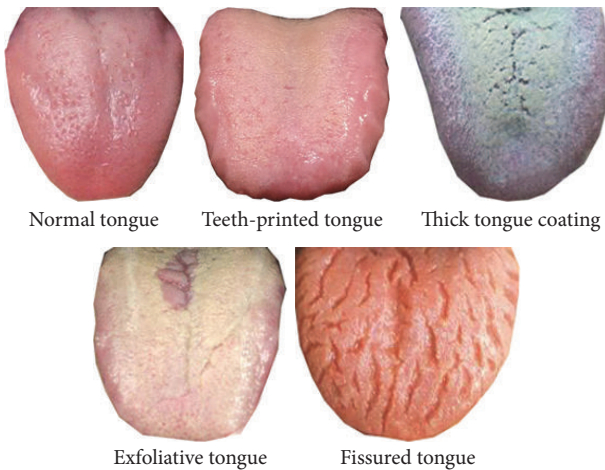 Normal tongue
Teeth-printed tongue
Thick tongue coating
Exfoliative tongue
Fissured tongue